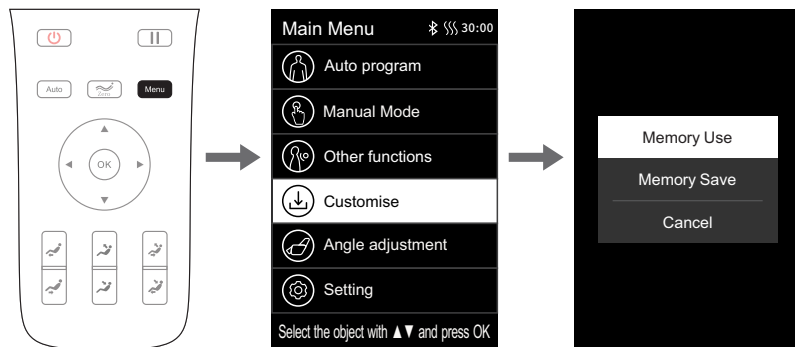 Auto
Zero
Menu
OK
Main Menu 30:00
Auto program
Manual Mode
Other functions
Customise
Angle adjustment
Setting
Select the object with ▲▼ and press OK
Memory Use
Memory Save
Cancel